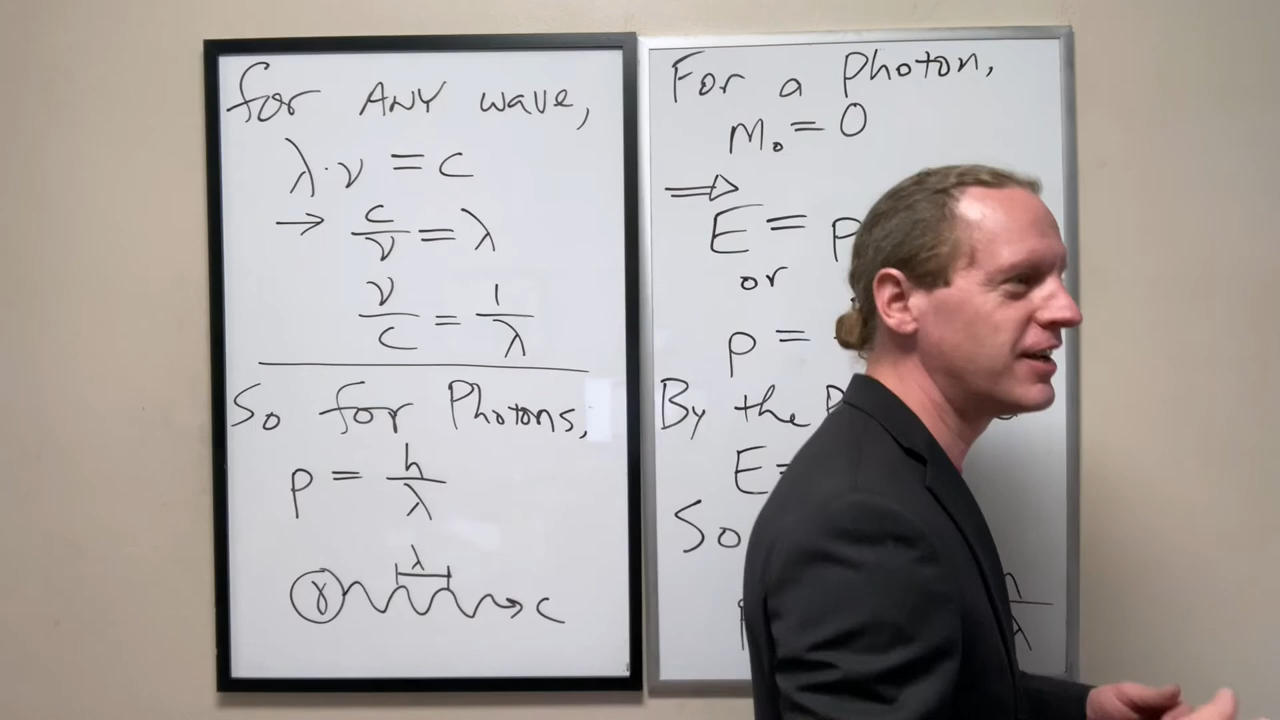 for ANY wave,
λ·ν = c
→ c/ν = λ
ν/c = 1/λ
So for Photons,
p = h/λ
λ
γ → c
For a Photon,
m₀ = 0
⇒
E = p
or
p =
By the
E =
So
λ